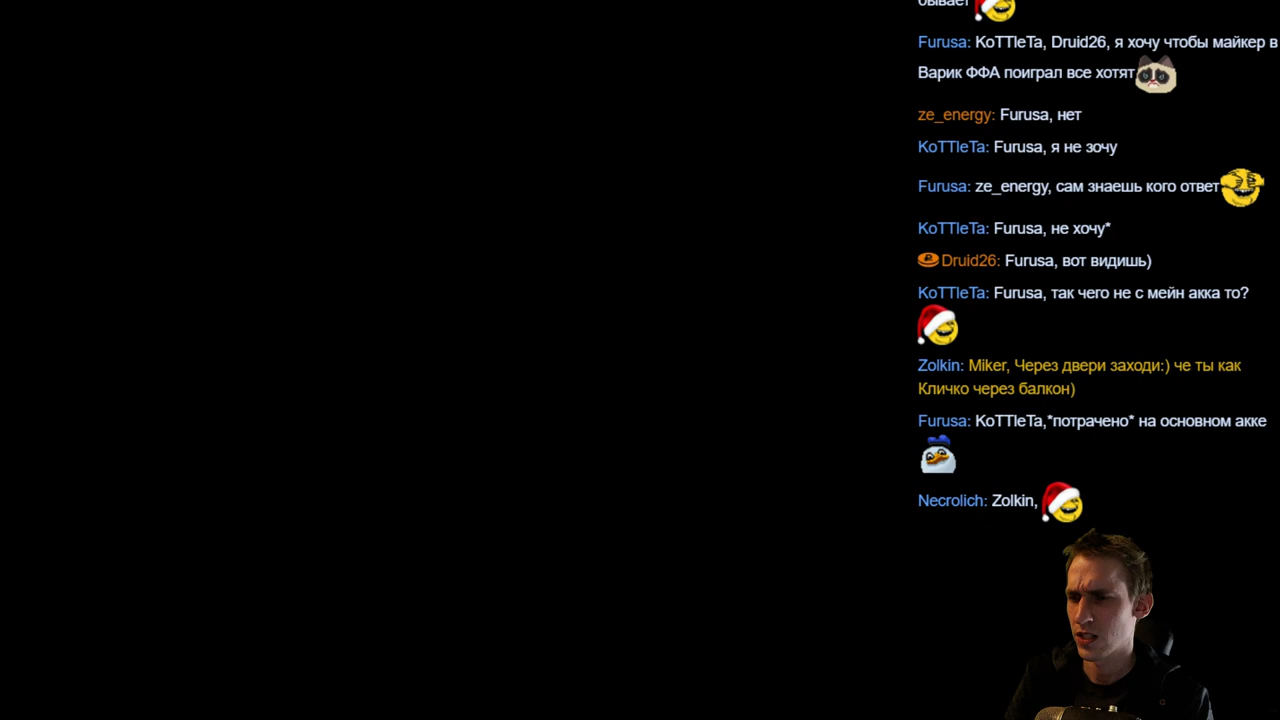 бывает
Furusa: KoTTleTa, Druid26, я хочу чтобы майкер в
Варик ФФА поиграл все хотят
ze_energy: Furusa, нет
KoTTleTa: Furusa, я не зочу
Furusa: ze_energy, сам знаешь кого ответ
KoTTleTa: Furusa, не хочу*
Druid26: Furusa, вот видишь)
KoTTleTa: Furusa, так чего не с мейн акка то?
Zolkin: Miker, Через двери заходи:) че ты как
Кличко через балкон)
Furusa: KoTTleTa,*потрачено* на основном акке
Necrolich: Zolkin,